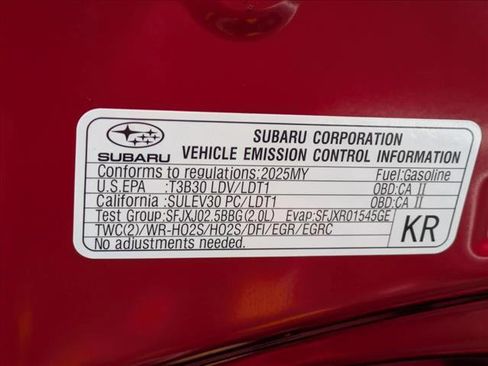 SUBARU CORPORATION
SUBARU VEHICLE EMISSION CONTROL INFORMATION
Conforms to regulations:2025MY Fuel:Gasoline
U.S.EPA :T3B30 LDV/LDT1 OBD:CA II
California :SULEV30 PC/LDT1 OBD:CA II
Test Group:SFJXJ02.5BBG(2.0L) Evap:SFJXR01545GE
TWC(2)/WR-HO2S/HO2S/DFI/EGR/EGRC KR
No adjustments needed.